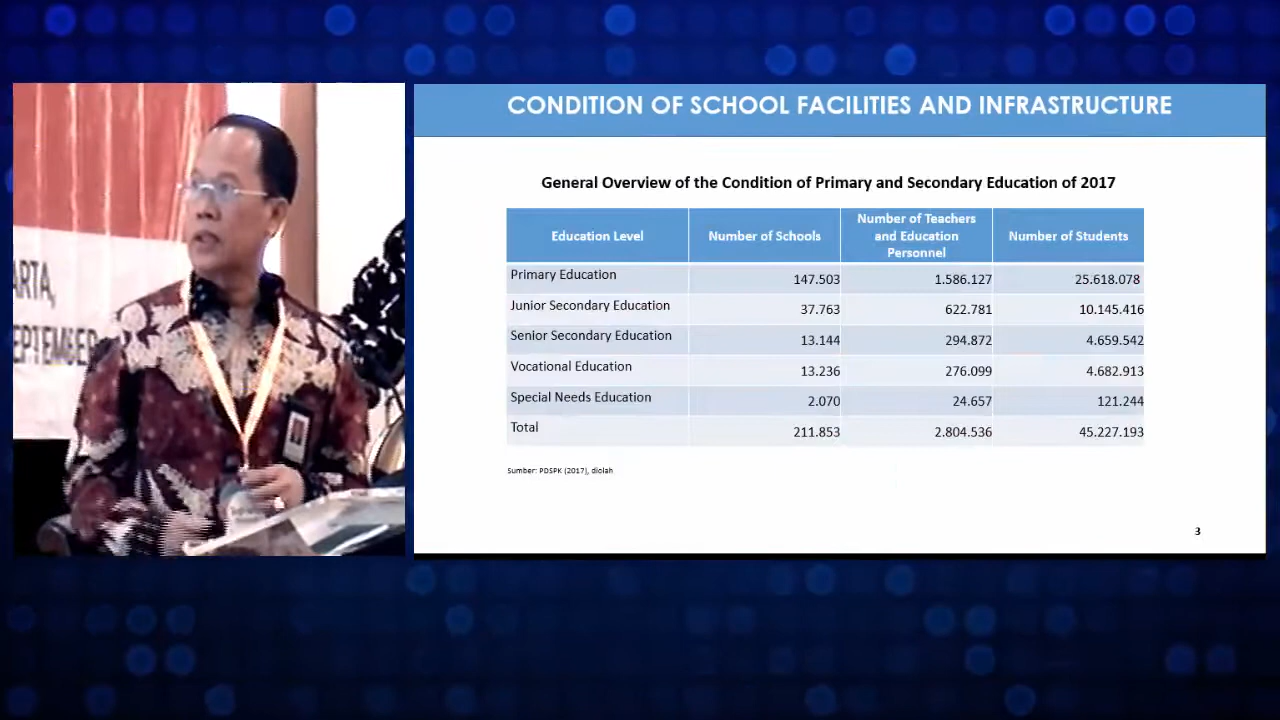 ARTA,
EPTEMBER
CONDITION OF SCHOOL FACILITIES AND INFRASTRUCTURE
General Overview of the Condition of Primary and Secondary Education of 2017
Education Level Number of Schools Number of Teachers and Education Personnel Number of Students
Primary Education 147.503 1.586.127 25.618.078
Junior Secondary Education 37.763 622.781 10.145.416
Senior Secondary Education 13.144 294.872 4.659.542
Vocational Education 13.236 276.099 4.682.913
Special Needs Education 2.070 24.657 121.244
Total 211.853 2.804.536 45.227.193
Sumber: PDSPK (2017), diolah
3